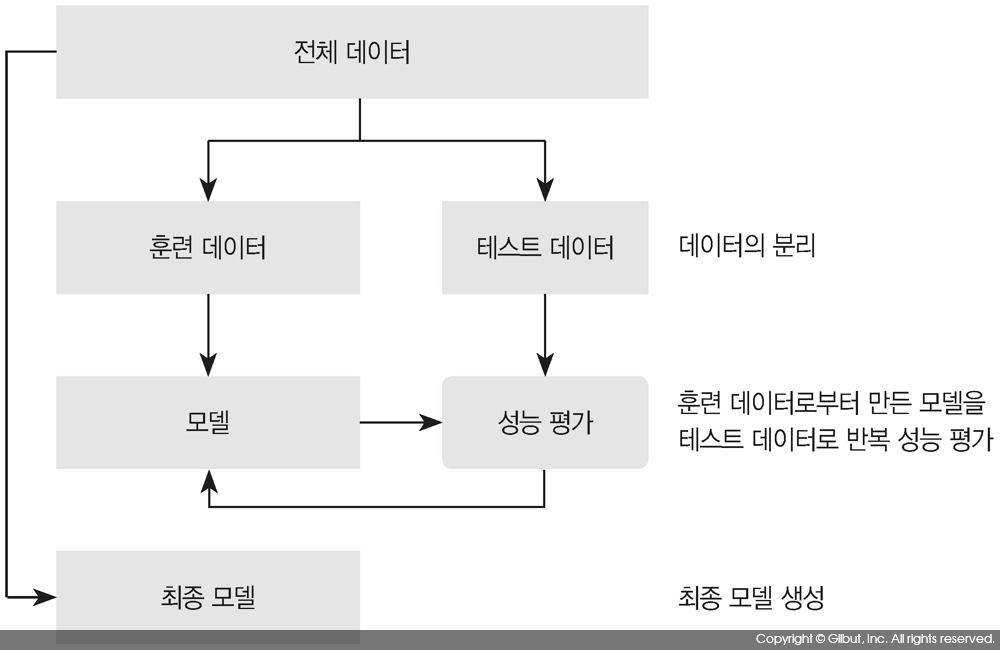 전체 데이터
훈련 데이터
테스트 데이터
데이터의 분리
모델
성능 평가
훈련 데이터로부터 만든 모델을
테스트 데이터로 반복 성능 평가
최종 모델
최종 모델 생성
Copyright © Gilbut, Inc. All rights reserved.